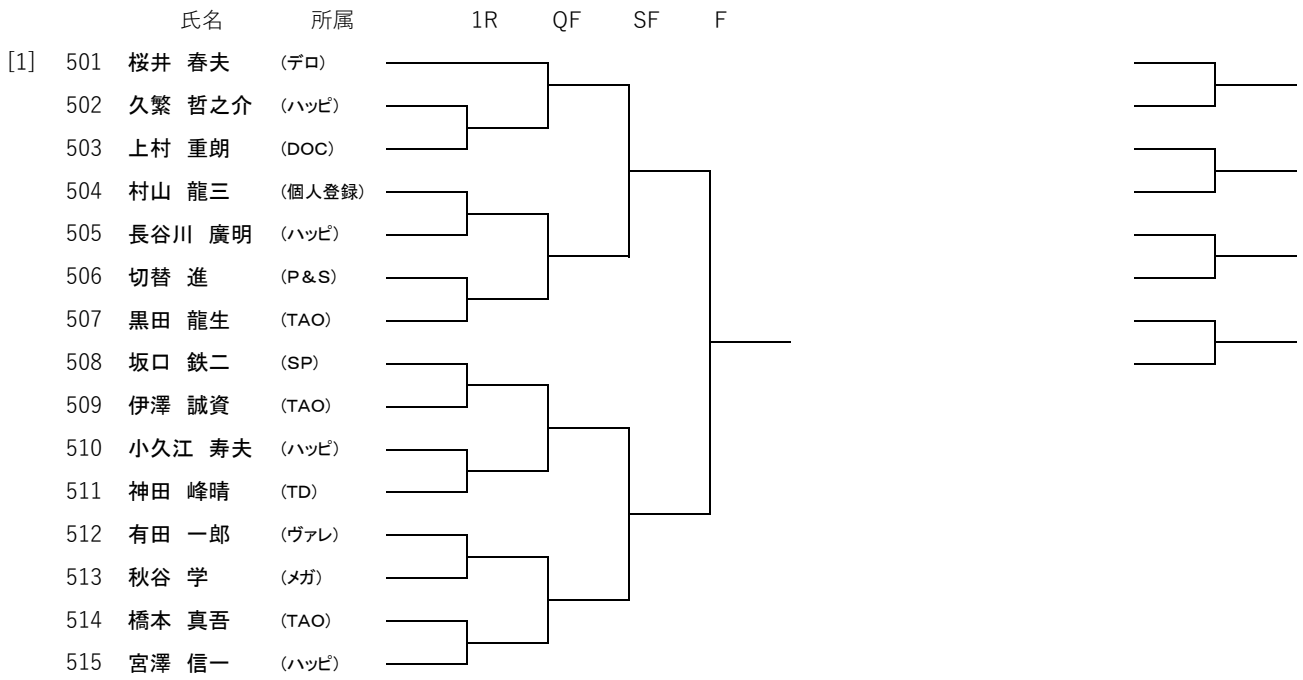 氏名 所属 1R QF SF F
[1] 501 桜井 春夫 (デロ)
502 久繁 哲之介 (ハッピ)
503 上村 重朗 (DOC)
504 村山 龍三 (個人登録)
505 長谷川 廣明 (ハッピ)
506 切替 進 (P&S)
507 黒田 龍生 (TAO)
508 坂口 鉄二 (SP)
509 伊澤 誠資 (TAO)
510 小久江 寿夫 (ハッピ)
511 神田 峰晴 (TD)
512 有田 一郎 (ヴァレ)
513 秋谷 学 (メガ)
514 橋本 真吾 (TAO)
515 宮澤 信一 (ハッピ)